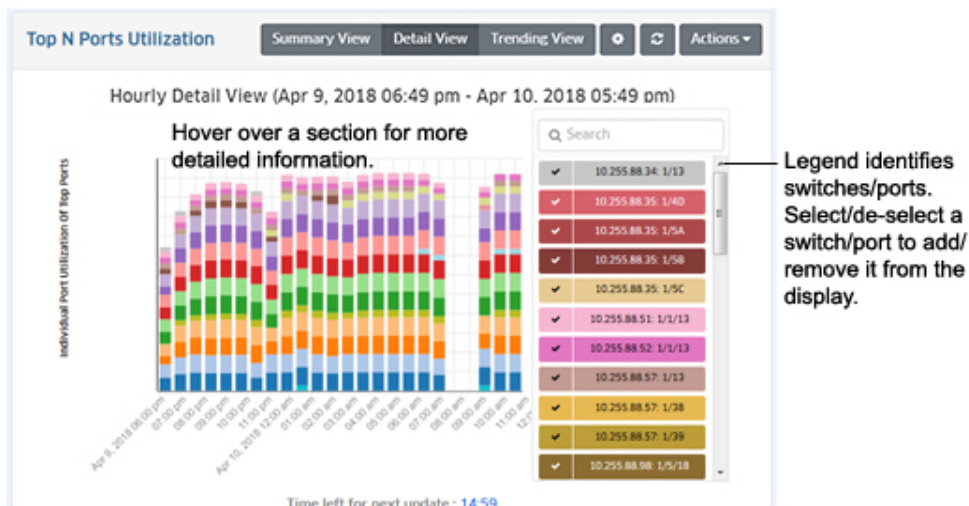 Top N Ports Utilization
Summary View
Detail View
Trending View
Actions
Hourly Detail View (Apr 9, 2018 06:49 pm - Apr 10, 2018 05:49 pm)
Hover over a section for more
detailed information.
Search
10.255.88.34: 1/13
10.255.88.35: 1/4D
10.255.88.35: 1/5A
10.255.88.35: 1/5B
10.255.88.35: 1/5C
10.255.88.51: 1/1/13
10.255.88.52: 1/1/13
10.255.88.57: 1/13
10.255.88.57: 1/38
10.255.88.57: 1/39
10.255.88.98: 1/5/18
Legend identifies
switches/ports.
Select/de-select a
switch/port to add/
remove it from the
display.
Individual Port Utilization of Top Ports
Apr 9, 2018 06:00 pm
07:00 pm
08:00 pm
09:00 pm
10:00 pm
11:00 pm
Apr 10, 2018 12:00 am
01:00 am
02:00 am
03:00 am
04:00 am
05:00 am
06:00 am
07:00 am
08:00 am
09:00 am
10:00 am
11:00 am
12:
Time left for next update : 14:59